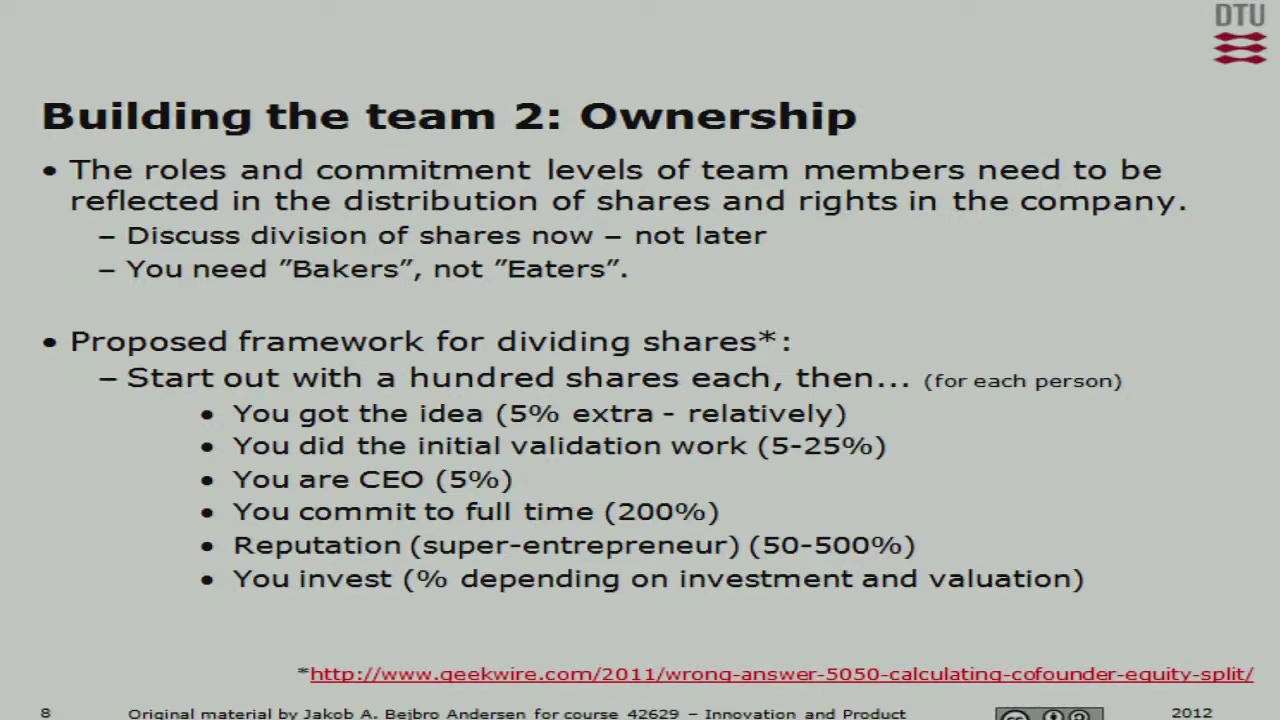 DTU
Building the team 2: Ownership
• The roles and commitment levels of team members need to be
reflected in the distribution of shares and rights in the company.
– Discuss division of shares now – not later
– You need ”Bakers”, not ”Eaters”.
• Proposed framework for dividing shares*:
– Start out with a hundred shares each, then... (for each person)
• You got the idea (5% extra - relatively)
• You did the initial validation work (5-25%)
• You are CEO (5%)
• You commit to full time (200%)
• Reputation (super-entrepreneur) (50-500%)
• You invest (% depending on investment and valuation)
*http://www.geekwire.com/2011/wrong-answer-5050-calculating-cofounder-equity-split/
8 Original material by Jakob A. Bejbro Andersen for course 42629 – Innovation and Product 2012